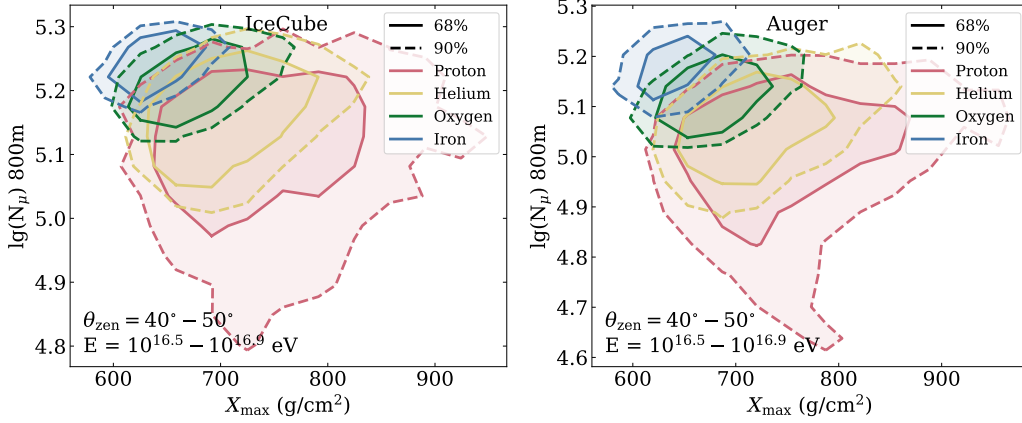 IceCube
68%
90%
Proton
Helium
Oxygen
Iron
5.3
5.2
5.1
5.0
4.9
4.8
lg(N_μ) 800m
θ_zen = 40° − 50°
E = 10^16.5 − 10^16.9 eV
600 700 800 900
X_max (g/cm²)
Auger
68%
90%
Proton
Helium
Oxygen
Iron
5.3
5.2
5.1
5.0
4.9
4.8
4.7
4.6
lg(N_μ) 800m
θ_zen = 40° − 50°
E = 10^16.5 − 10^16.9 eV
600 700 800 900
X_max (g/cm²)